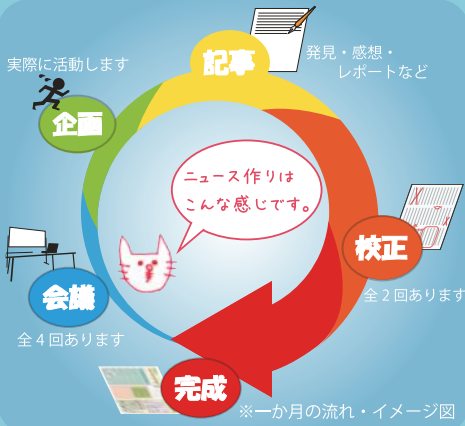 記事
発見・感想・
レポートなど
実際に活動します
企画
ニュース作りは
こんな感じです。
校正
全2回あります
会議
全4回あります
完成
※一か月の流れ・イメージ図